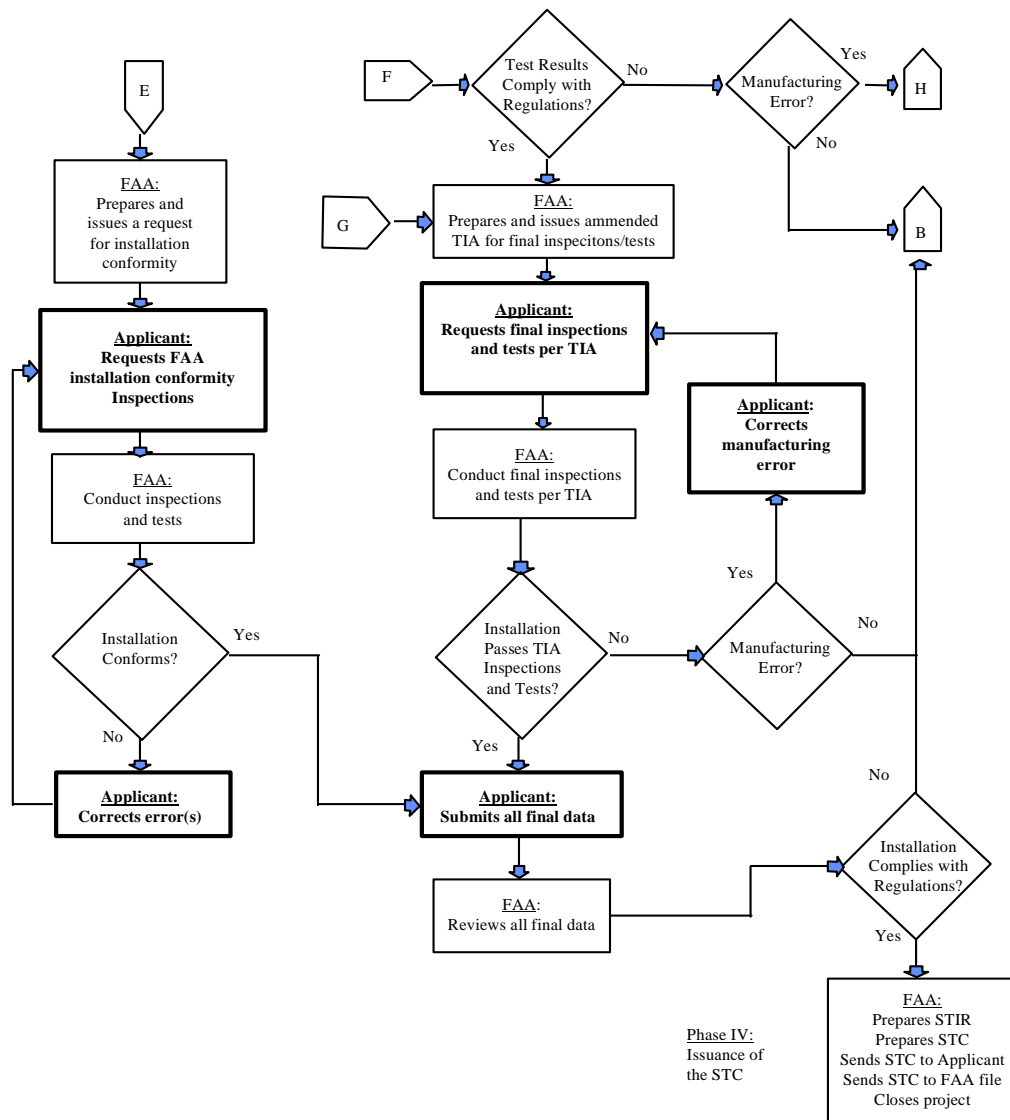 E
FAA:
Prepares and
issues a request
for installation
conformity
Applicant:
Requests FAA
installation conformity
Inspections
FAA:
Conduct inspections
and tests
Installation
Conforms?
Yes
No
Applicant:
Corrects error(s)
F
Test Results
Comply with
Regulations?
No
Yes
Manufacturing
Error?
Yes
No
H
B
G
FAA:
Prepares and issues ammended
TIA for final inspecitons/tests
Applicant:
Requests final inspections
and tests per TIA
FAA:
Conduct final inspections
and tests per TIA
Installation
Passes TIA
Inspections
and Tests?
No
Yes
Manufacturing
Error?
Yes
No
Applicant:
Corrects
manufacturing
error
Applicant:
Submits all final data
FAA:
Reviews all final data
Installation
Complies with
Regulations?
No
Yes
Phase IV:
Issuance of
the STC
FAA:
Prepares STIR
Prepares STC
Sends STC to Applicant
Sends STC to FAA file
Closes project